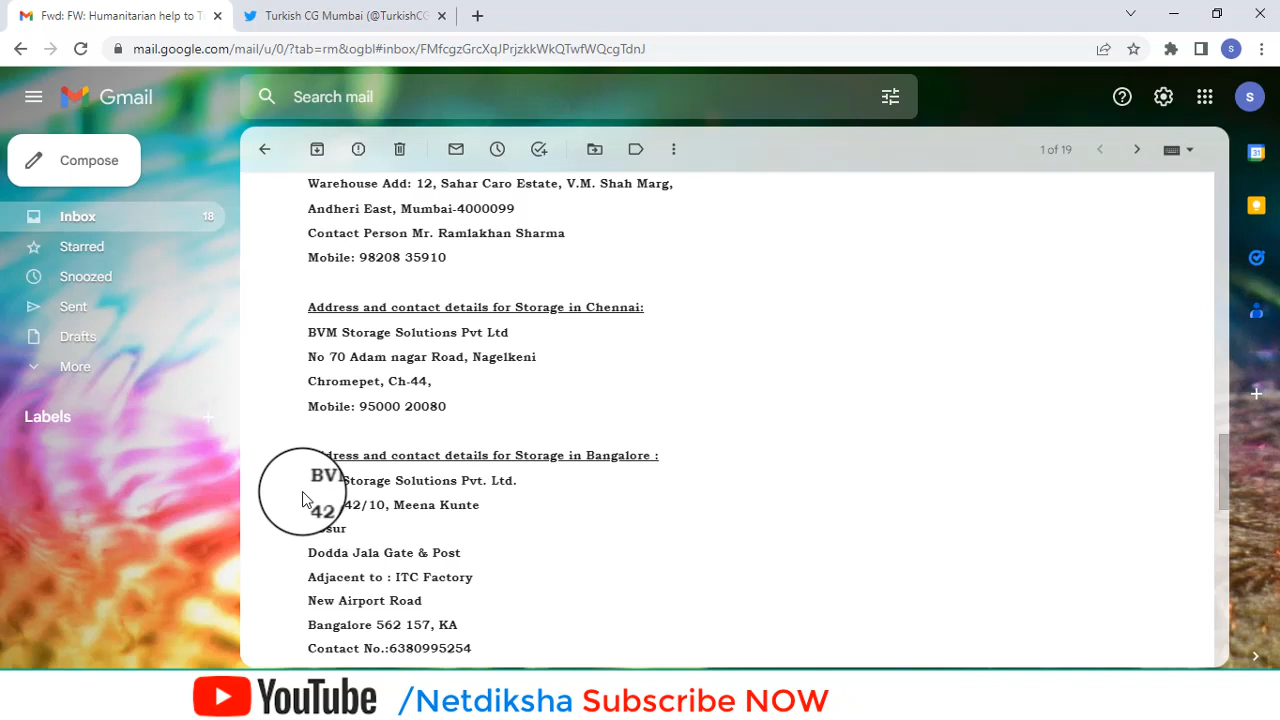 Fwd: FW: Humanitarian help to T
Turkish CG Mumbai (@TurkishCG
mail.google.com/mail/u/0/?tab=rm&ogbl#inbox/FMfcgzGrcXqJPrjzkkWkQTwfWQcgTdnJ
S
Gmail
Search mail
S
Compose
1 of 19
Inbox 18
Starred
Snoozed
Sent
Drafts
More
Labels
Warehouse Add: 12, Sahar Caro Estate, V.M. Shah Marg,
Andheri East, Mumbai-4000099
Contact Person Mr. Ramlakhan Sharma
Mobile: 98208 35910
Address and contact details for Storage in Chennai:
BVM Storage Solutions Pvt Ltd
No 70 Adam nagar Road, Nagelkeni
Chromepet, Ch-44,
Mobile: 95000 20080
dress and contact details for Storage in Bangalore :
BV Storage Solutions Pvt. Ltd.
42 42/10, Meena Kunte
sur
Dodda Jala Gate & Post
Adjacent to : ITC Factory
New Airport Road
Bangalore 562 157, KA
Contact No.:6380995254
YouTube /Netdiksha Subscribe NOW